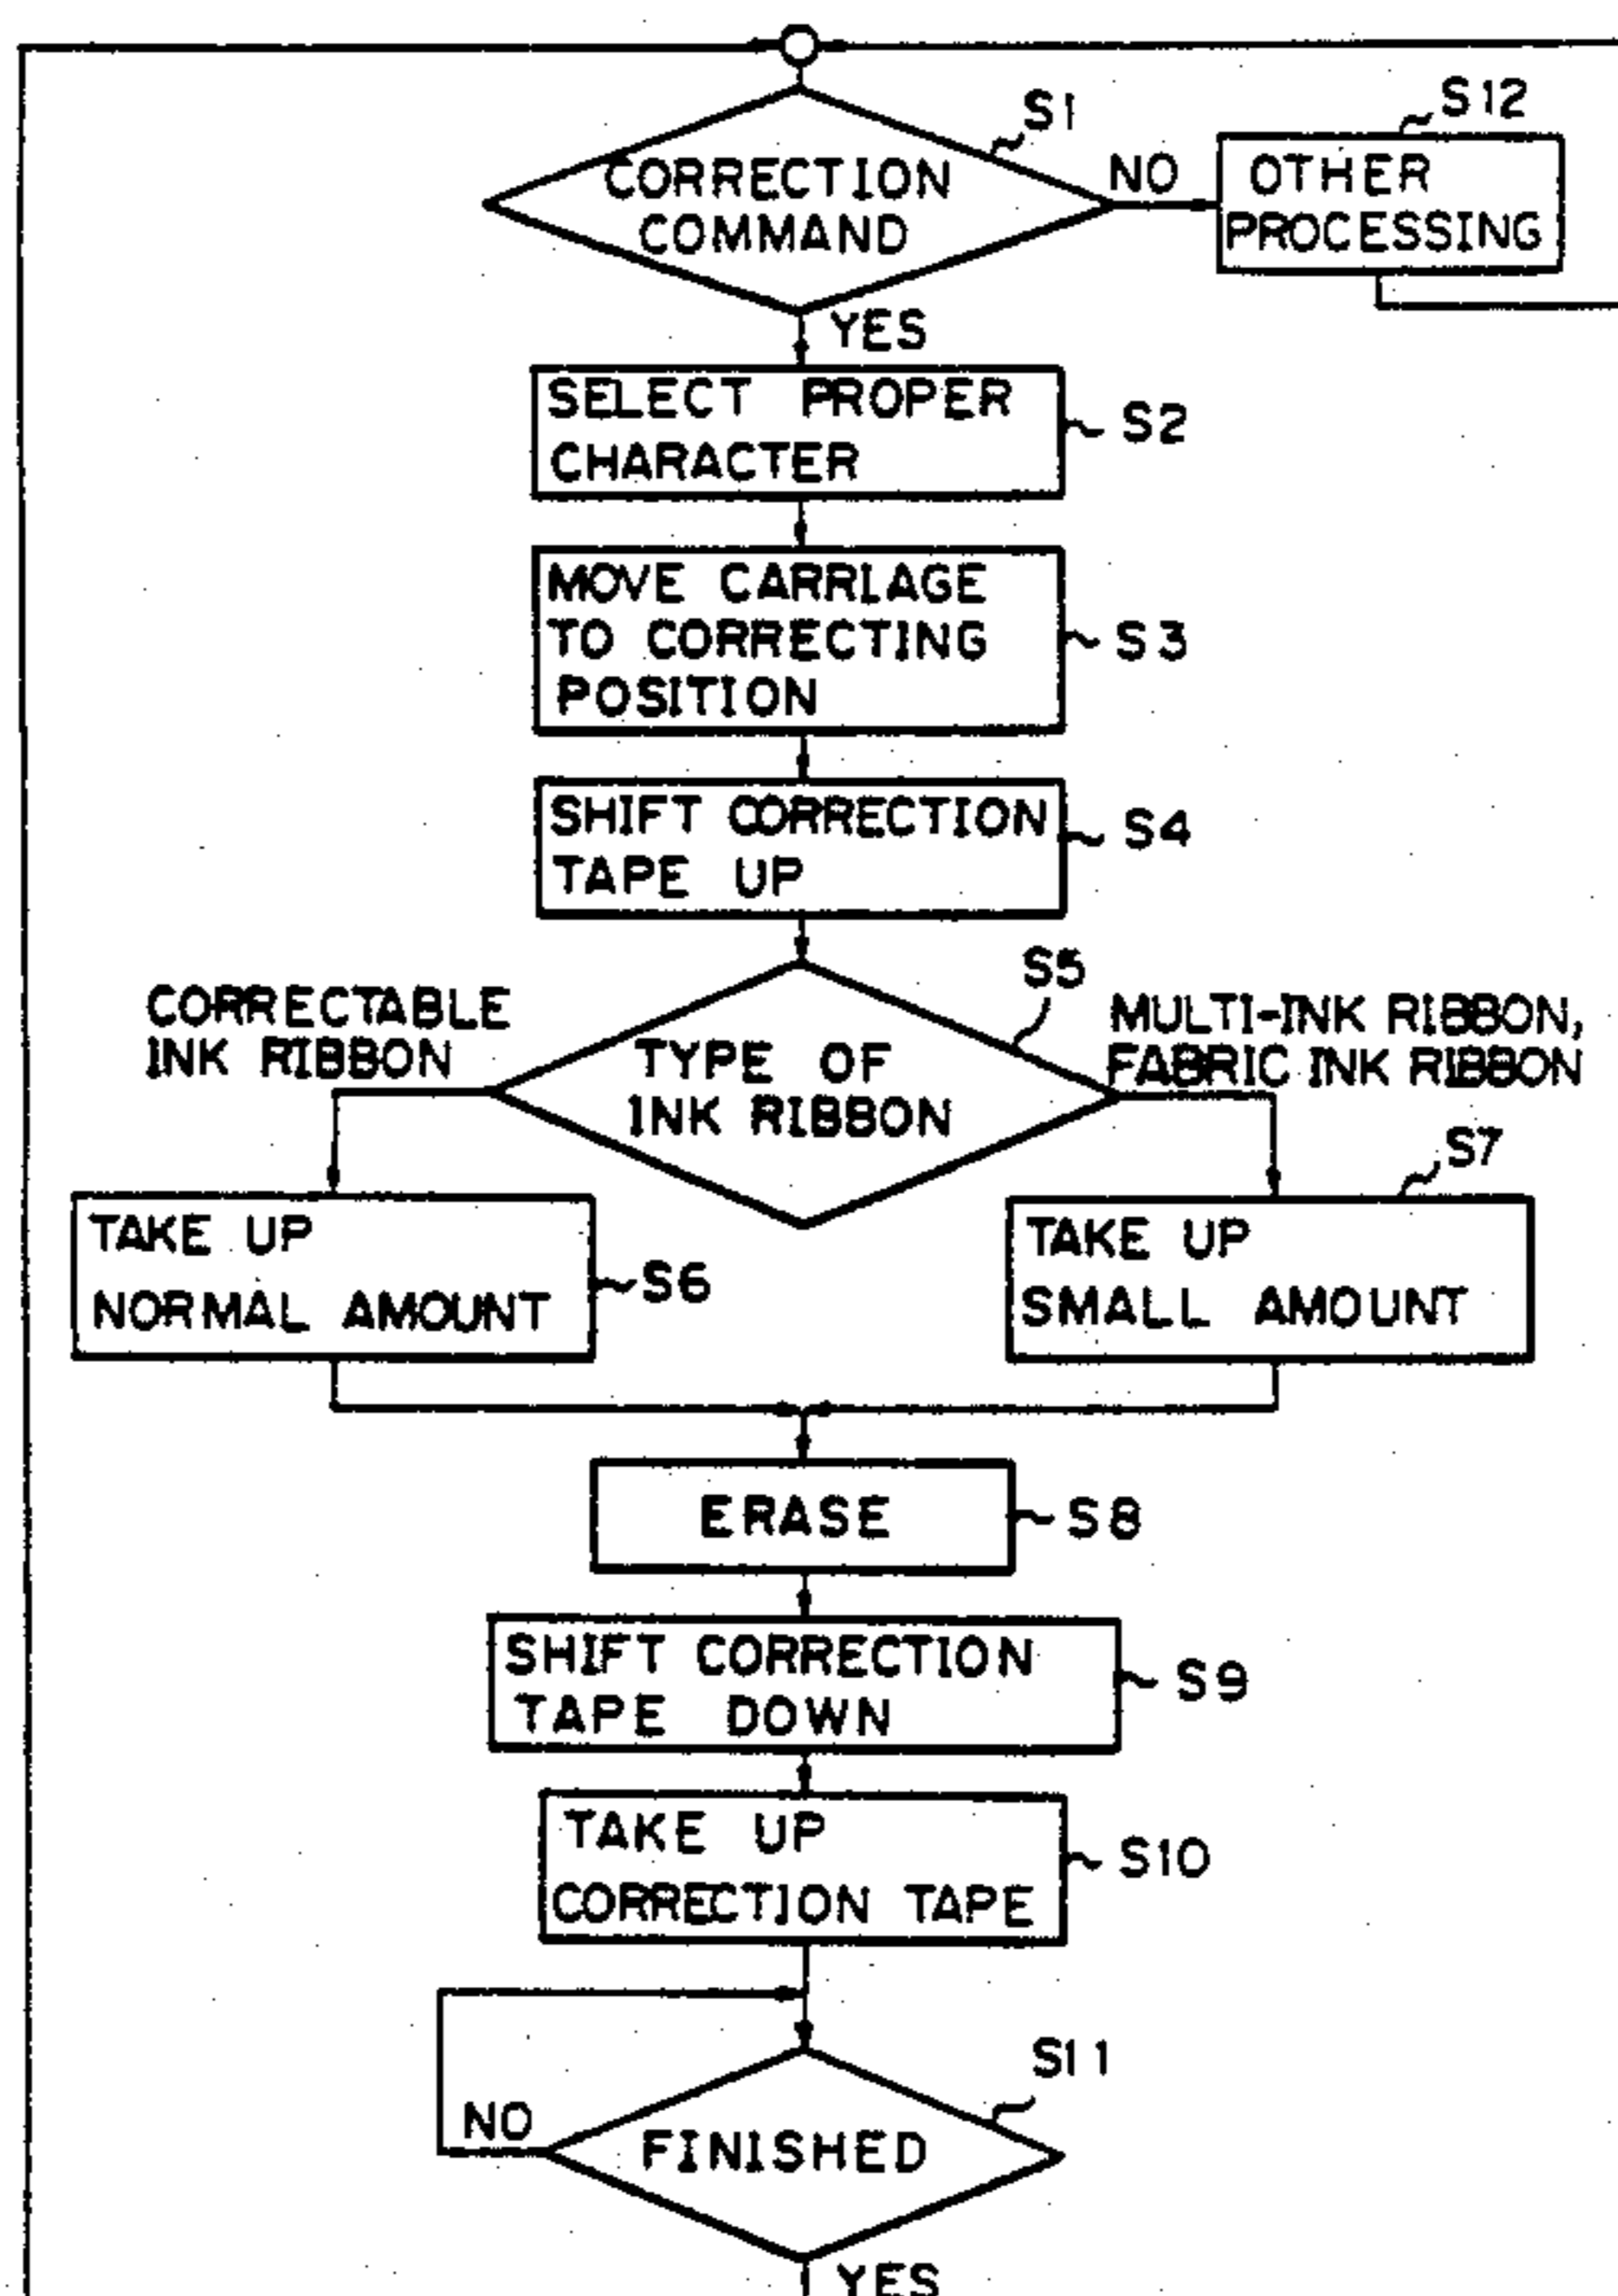 S1
CORRECTION
COMMAND
NO
S12
OTHER
PROCESSING
YES
SELECT PROPER
CHARACTER
S2
MOVE CARRIAGE
TO CORRECTING
POSITION
S3
SHIFT CORRECTION
TAPE UP
S4
S5
CORRECTABLE
INK RIBBON
TYPE OF
INK RIBBON
MULTI-INK RIBBON,
FABRIC INK RIBBON
S7
TAKE UP
NORMAL AMOUNT
S6
TAKE UP
SMALL AMOUNT
ERASE
S8
SHIFT CORRECTION
TAPE DOWN
S9
TAKE UP
CORRECTION TAPE
S10
S11
NO
FINISHED
YES